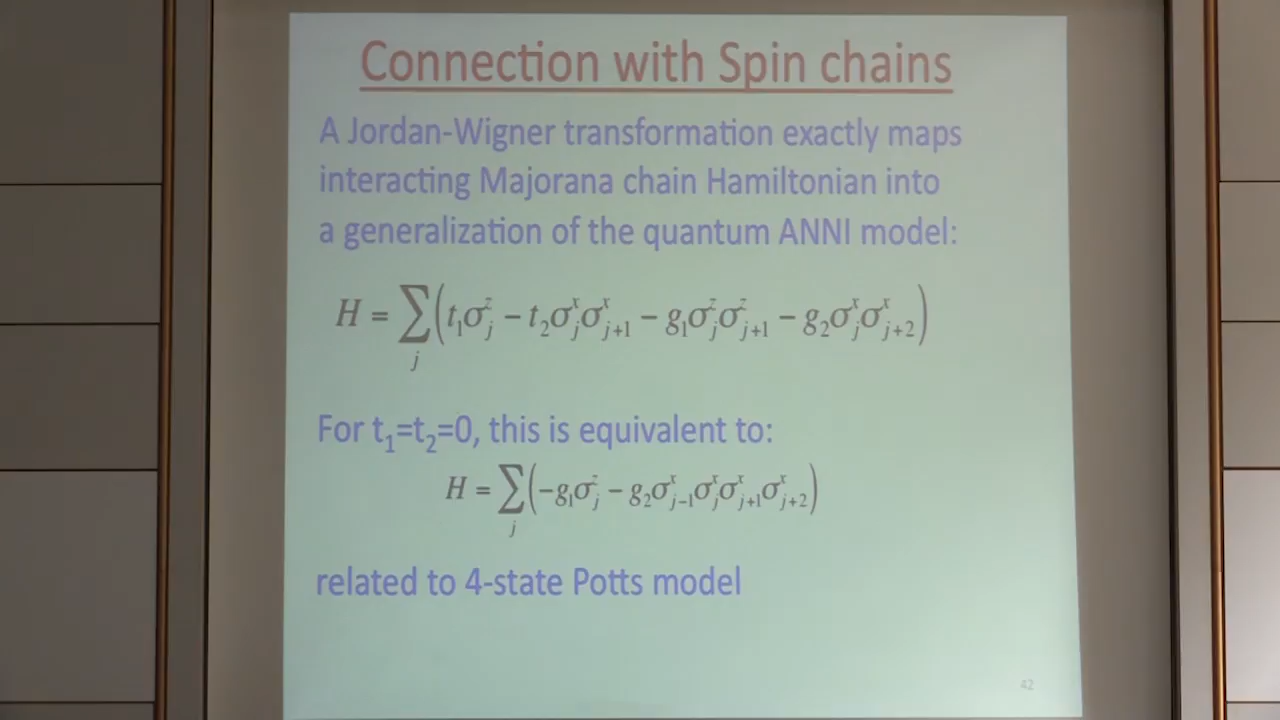 Connection with Spin chains
A Jordan-Wigner transformation exactly maps
interacting Majorana chain Hamiltonian into
a generalization of the quantum ANNI model:
H = ∑_j (t₁σ^z_j − t₂σ^x_jσ^x_{j+1} − g₁σ^z_jσ^z_{j+1} − g₂σ^x_jσ^x_{j+2})
For t₁=t₂=0, this is equivalent to:
H = ∑_j (−g₁σ^z_j − g₂σ^x_{j−1}σ^x_jσ^x_{j+1}σ^x_{j+2})
related to 4-state Potts model
42